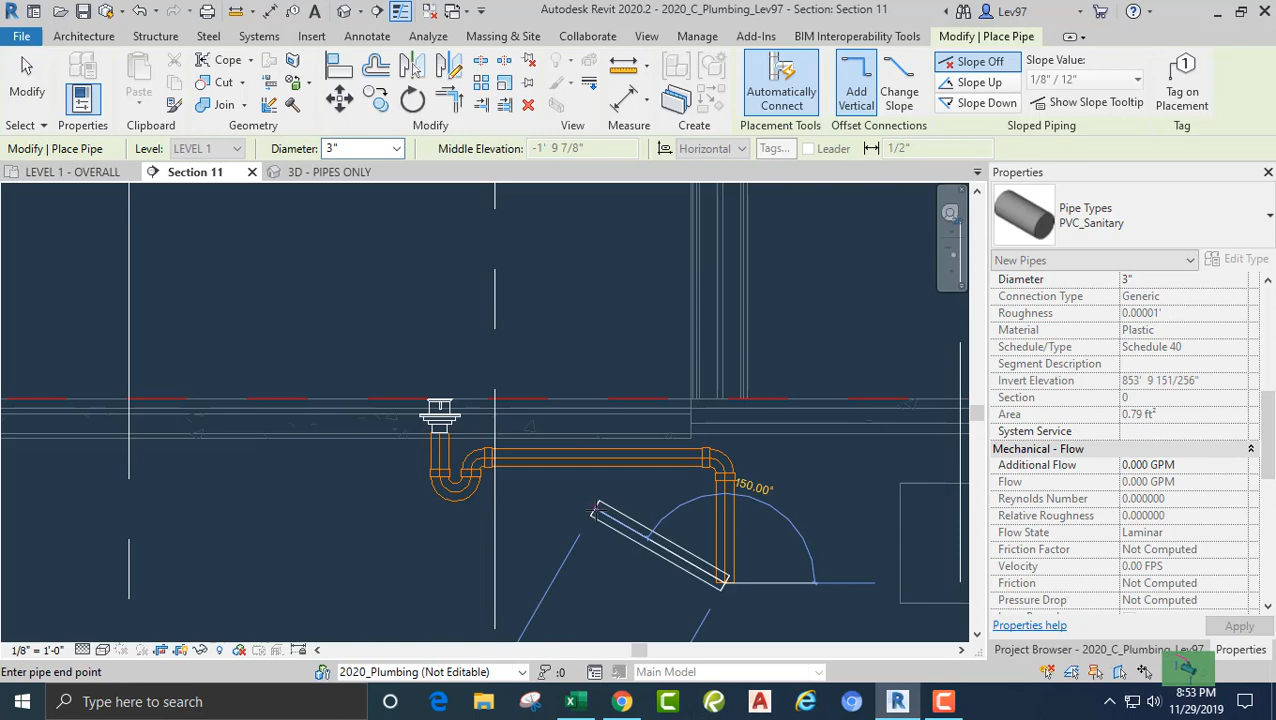 Autodesk Revit 2020.2 - 2020_C_Plumbing_Lev97 - Section: Section 11
Lev97
File
Architecture
Structure
Steel
Systems
Insert
Annotate
Analyze
Massing & Site
Collaborate
View
Manage
Add-Ins
BIM Interoperability Tools
Modify | Place Pipe
Modify
Paste
Cope
Cut
Join
Automatically
Connect
Add
Vertical
Change
Slope
Slope Off
Slope Up
Slope Down
Slope Value:
1/8" / 12"
Show Slope Tooltip
Tag on
Placement
Select
Properties
Clipboard
Geometry
Modify
View
Measure
Create
Placement Tools
Offset Connections
Sloped Piping
Tag
Modify | Place Pipe
Level: LEVEL 1
Diameter: 3"
Middle Elevation: -1' 9 7/8"
Horizontal
Tags...
Leader
1/2"
LEVEL 1 - OVERALL
Section 11
3D - PIPES ONLY
150.00°
Properties
Pipe Types
PVC_Sanitary
New Pipes
Edit Type
Diameter 3"
Connection Type Generic
Roughness 0.00001'
Material Plastic
Schedule/Type Schedule 40
Invert Elevation 853' 9 151/256"
Section 0
Area 0.79 ft²
System Service
Mechanical - Flow
Additional Flow 0.000 GPM
Flow 0.000 GPM
Reynolds Number 0.000000
Relative Roughness 0.000000
Flow State Laminar
Friction Factor Not Computed
Velocity 0.00 FPS
Friction Not Computed
Pressure Drop Not Computed
Properties help
Apply
Project Browser - 2020_C_Plumbing_Lev97
Properties
1/8" = 1'-0"
Enter pipe end point
2020_Plumbing (Not Editable)
:0
Main Model
Type here to search
8:53 PM
11/29/2019